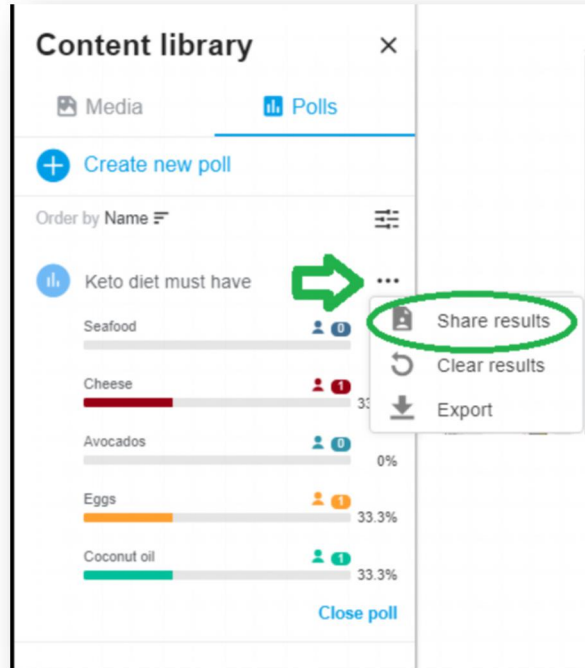 Content library
Media
Polls
Create new poll
Order by Name
Keto diet must have
Share results
Clear results
Export
Seafood
0
Cheese
1
33
Avocados
0
0%
Eggs
1
33.3%
Coconut oil
1
33.3%
Close poll